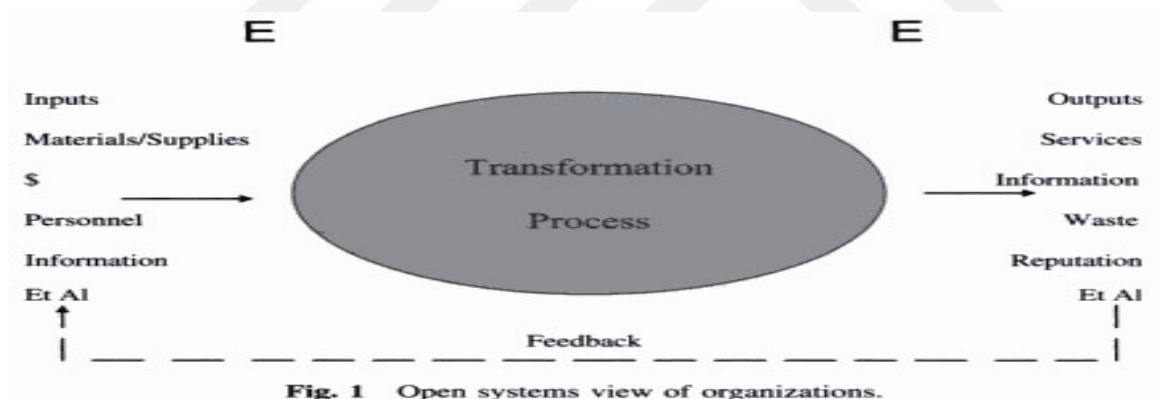 E E
Inputs
Materials/Supplies
$
Personnel
Information
Et Al
Transformation
Process
Outputs
Services
Information
Waste
Reputation
Et Al
Feedback
Fig. 1 Open systems view of organizations.